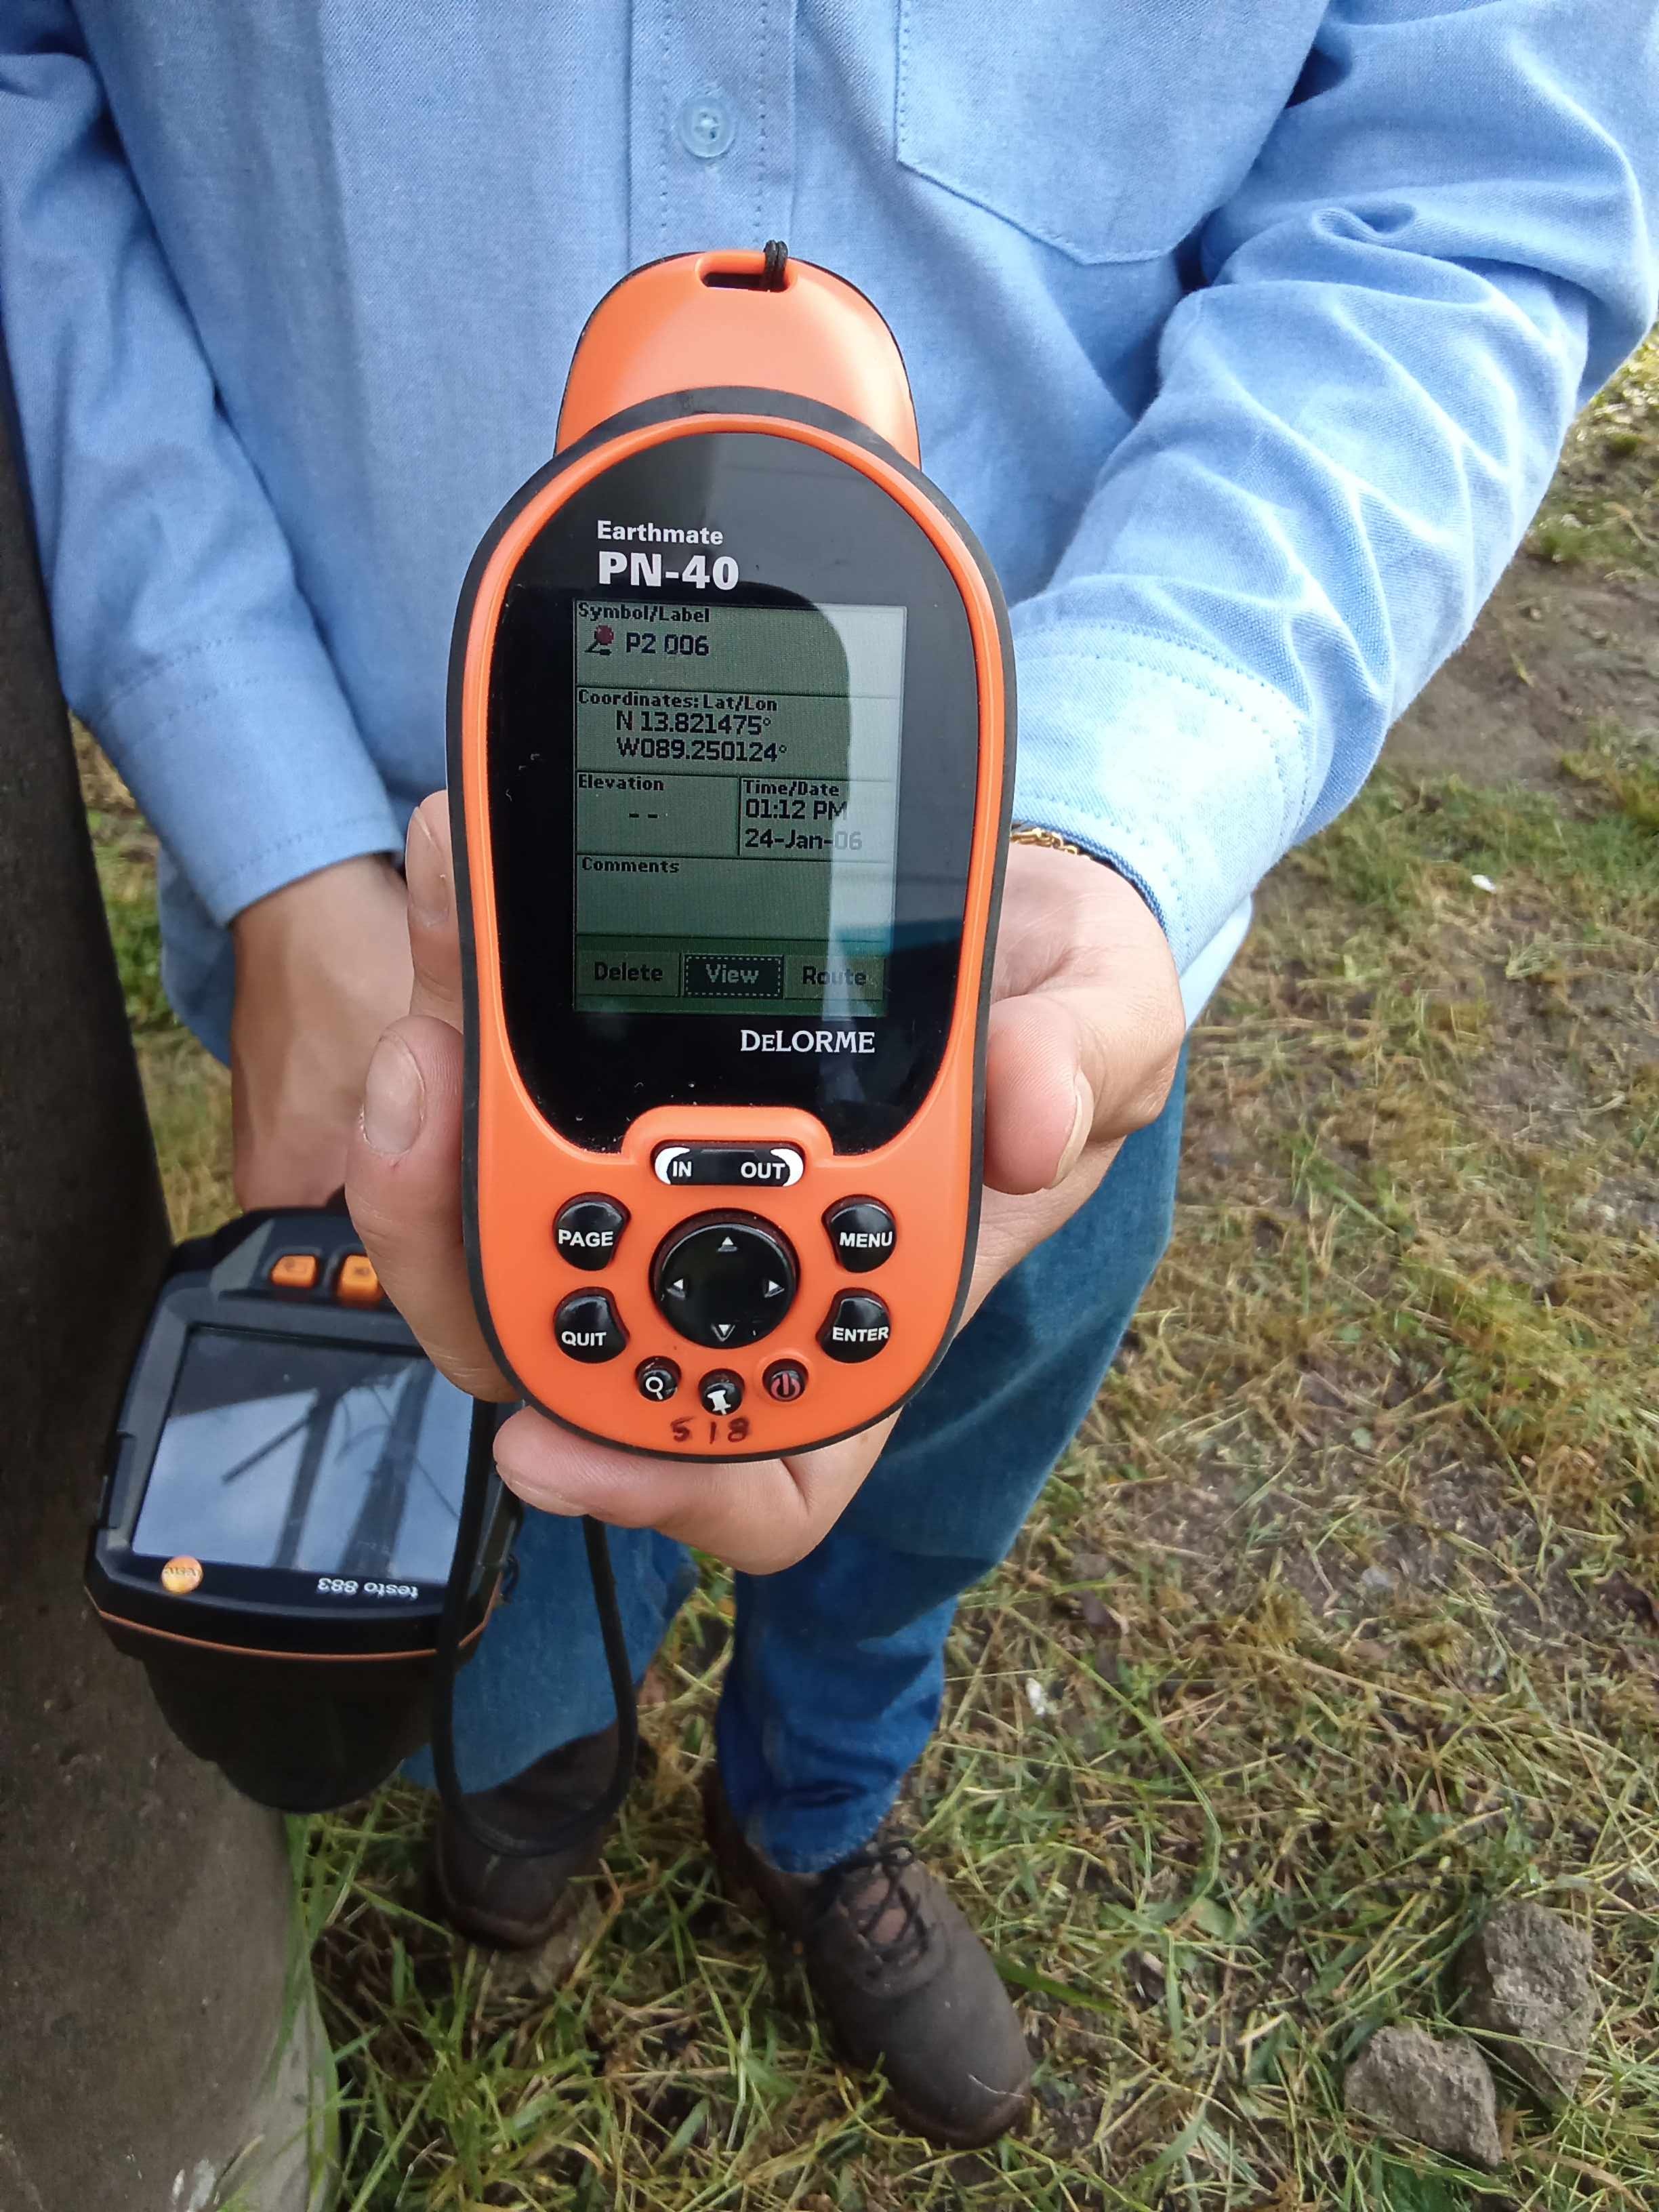 Earthmate
PN-40
Symbol/Label
P2 006
Coordinates: Lat/Lon
N 13.821475°
W089.250124°
Elevation
- -
Time/Date
01:12 PM
24-Jan-06
Comments
Delete View Route
DELORME
IN OUT
PAGE MENU
QUIT ENTER
518
testo 883